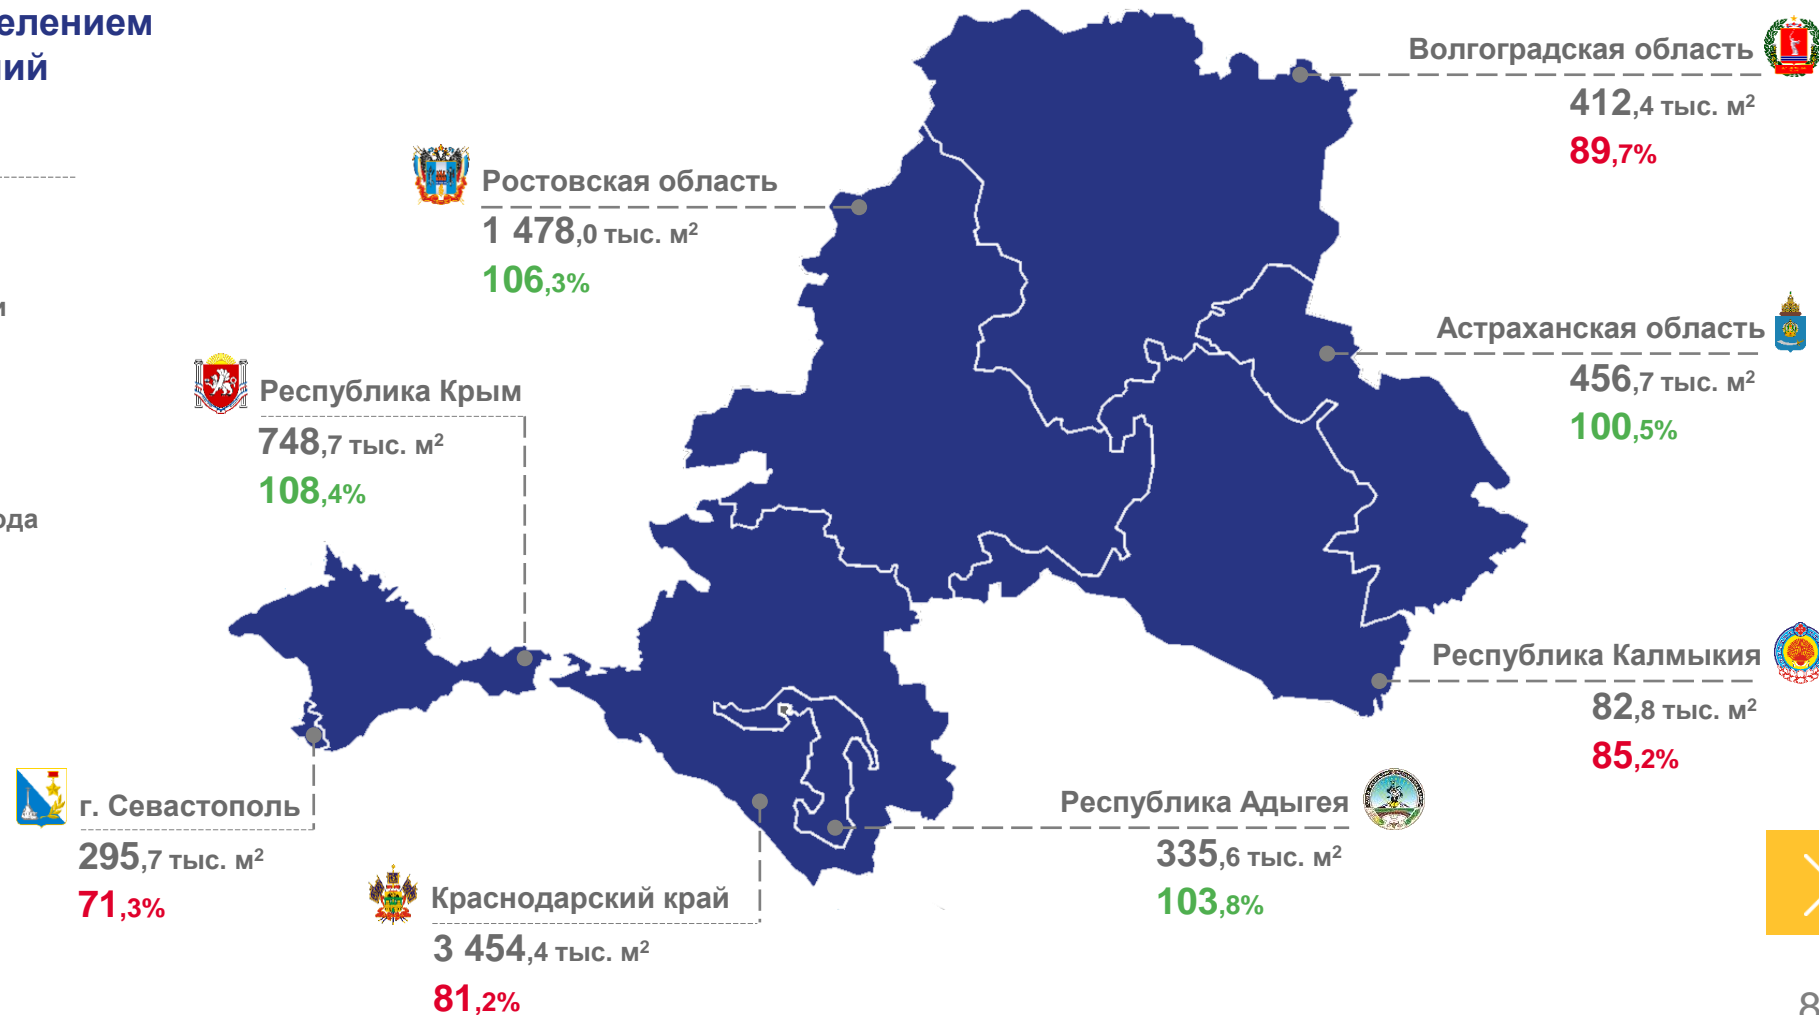 елением
ий
и
ода
Волгоградская область
412,4 тыс. м²
89,7%
Ростовская область
1 478,0 тыс. м²
106,3%
Астраханская область
456,7 тыс. м²
100,5%
Республика Крым
748,7 тыс. м²
108,4%
Республика Калмыкия
82,8 тыс. м²
85,2%
г. Севастополь
295,7 тыс. м²
71,3%
Республика Адыгея
335,6 тыс. м²
103,8%
Краснодарский край
3 454,4 тыс. м²
81,2%
8